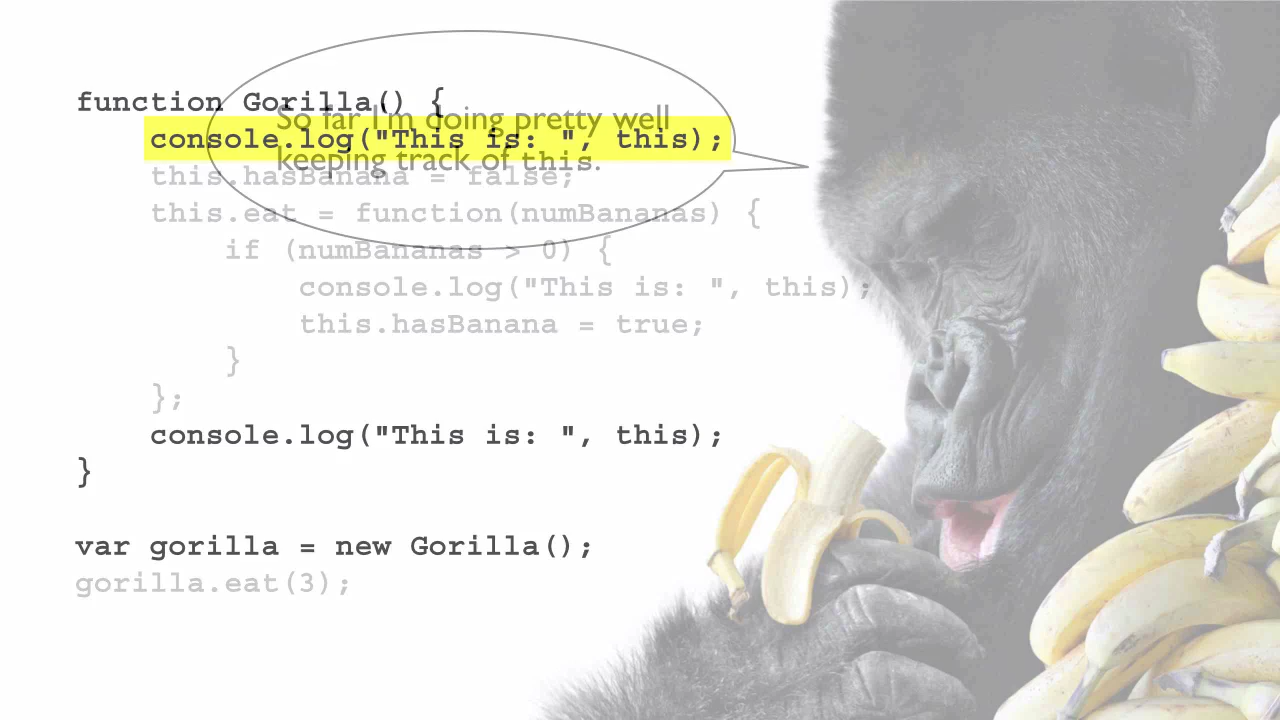 So far I'm doing pretty well
keeping track of this.
function Gorilla() {
    console.log("This is: ", this);
    this.hasBanana = false;
    this.eat = function(numBananas) {
        if (numBananas > 0) {
            console.log("This is: ", this);
            this.hasBanana = true;
        }
    };
    console.log("This is: ", this);
}
var gorilla = new Gorilla();
gorilla.eat(3);